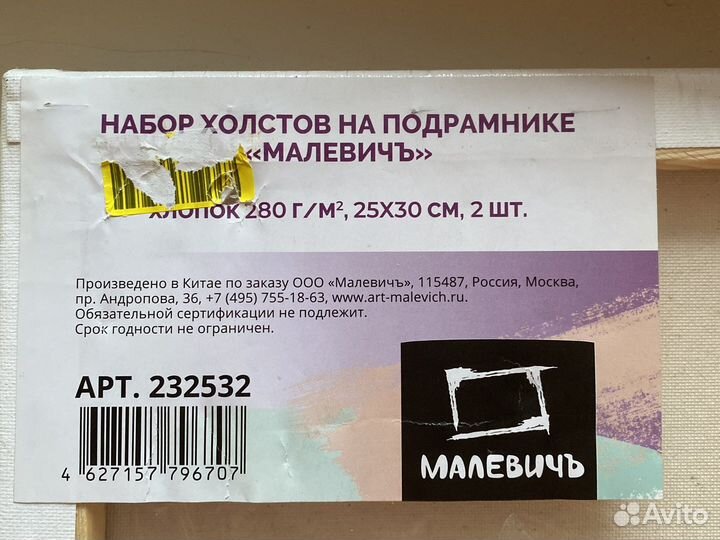 НАБОР ХОЛСТОВ НА ПОДРАМНИКЕ
«МАЛЕВИЧЪ»
ХЛОПОК 280 Г/М², 25Х30 СМ, 2 ШТ.
Произведено в Китае по заказу ООО «Малевичъ», 115487, Россия, Москва,
пр. Андропова, 36, +7 (495) 755-18-63, www.art-malevich.ru.
Обязательной сертификации не подлежит.
Срок годности не ограничен.
АРТ. 232532
4 627157 796707
МАЛЕВИЧЪ
Avito